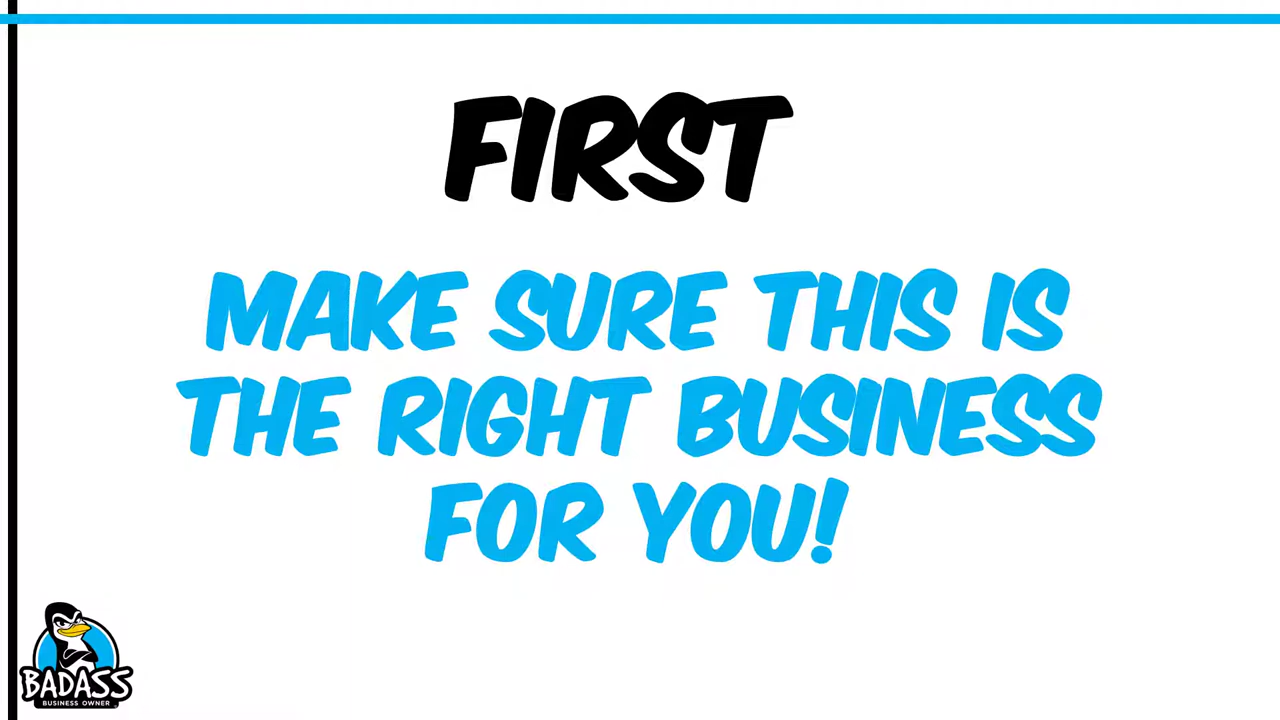 FIRST
MAKE SURE THIS IS
THE RIGHT BUSINESS
FOR YOU!
BADASS
BUSINESS OWNER